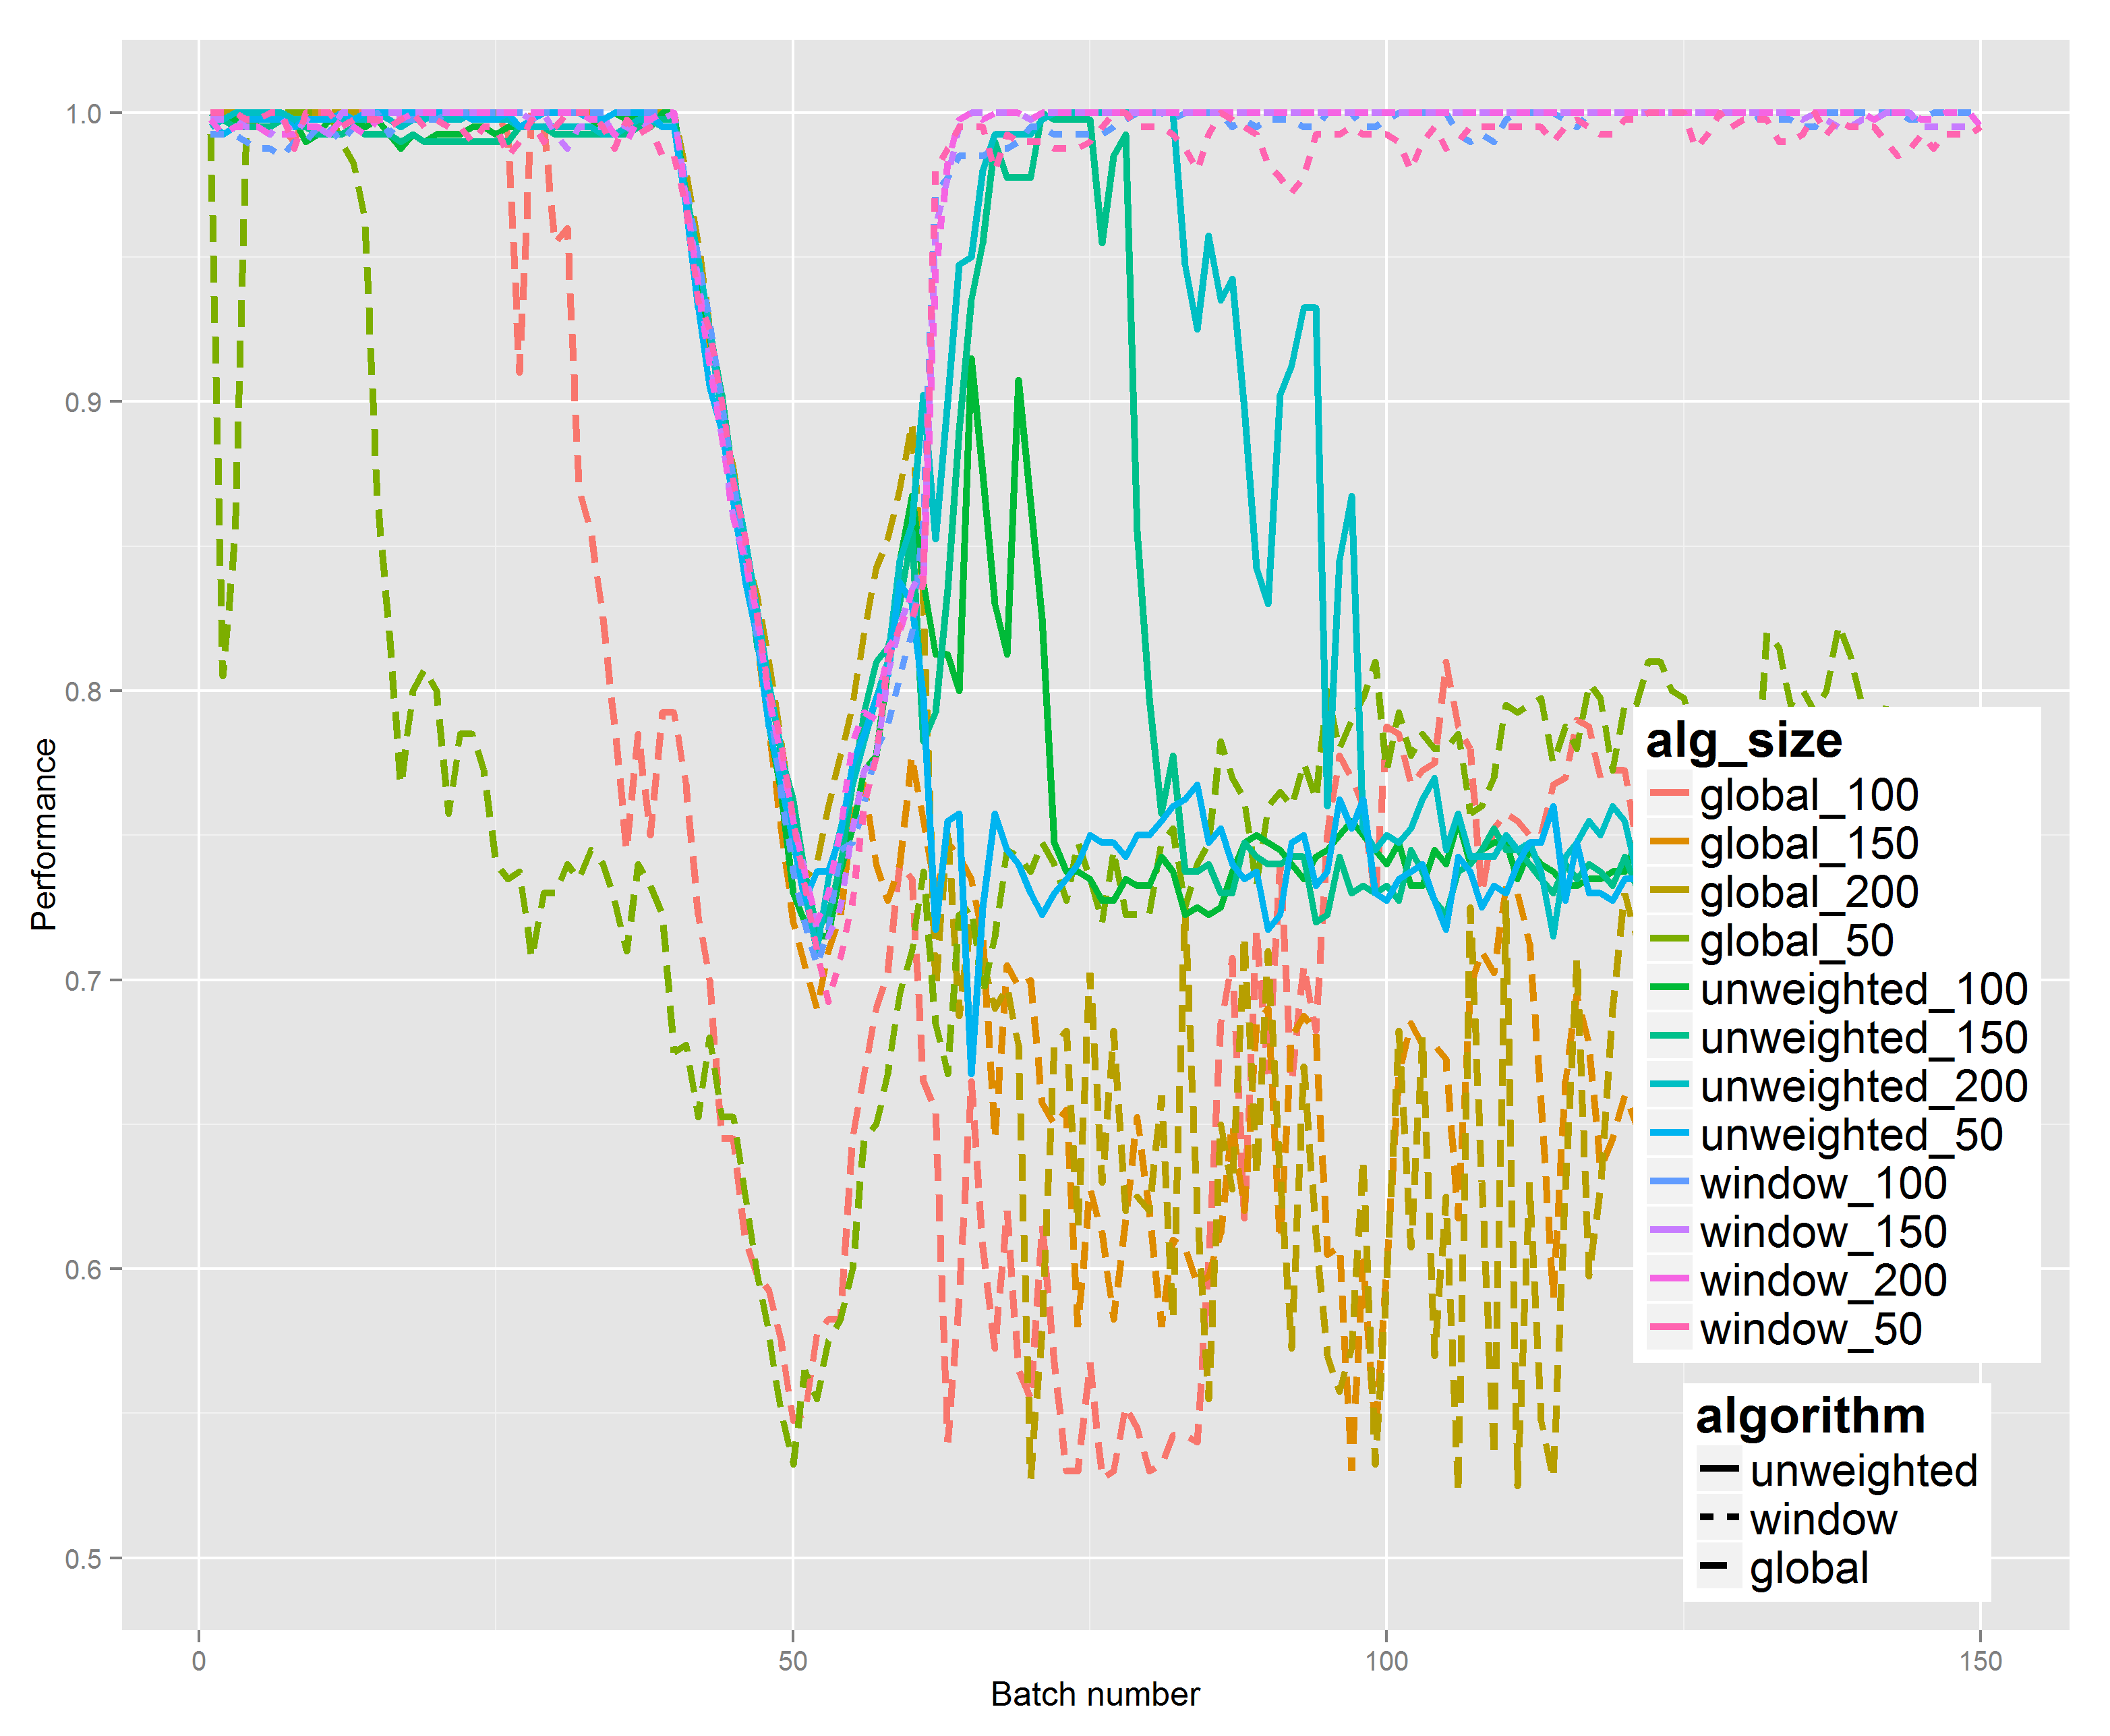 1.0
0.9
0.8
0.7
0.6
0.5
Performance
0
50
100
150
Batch number
alg_size
global_100
global_150
global_200
global_50
unweighted_100
unweighted_150
unweighted_200
unweighted_50
window_100
window_150
window_200
window_50
algorithm
unweighted
window
global